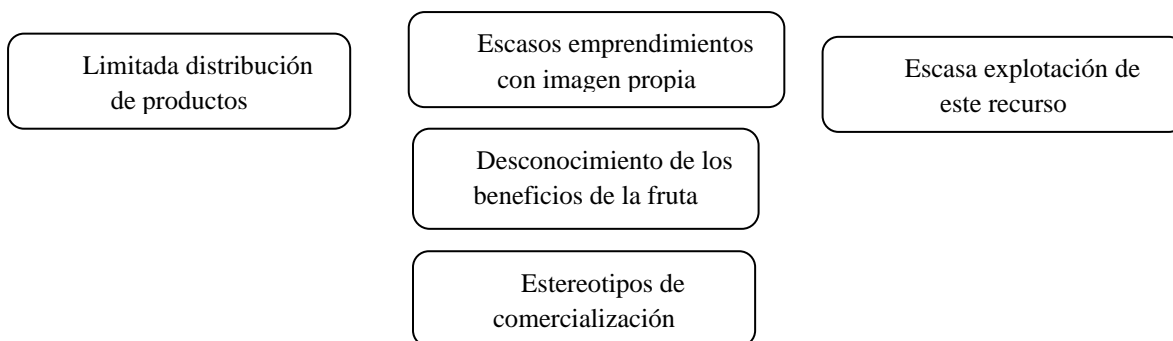 Limitada distribución
de productos
Escasos emprendimientos
con imagen propia
Escasa explotación de
este recurso
Desconocimiento de los
beneficios de la fruta
Estereotipos de
comercialización